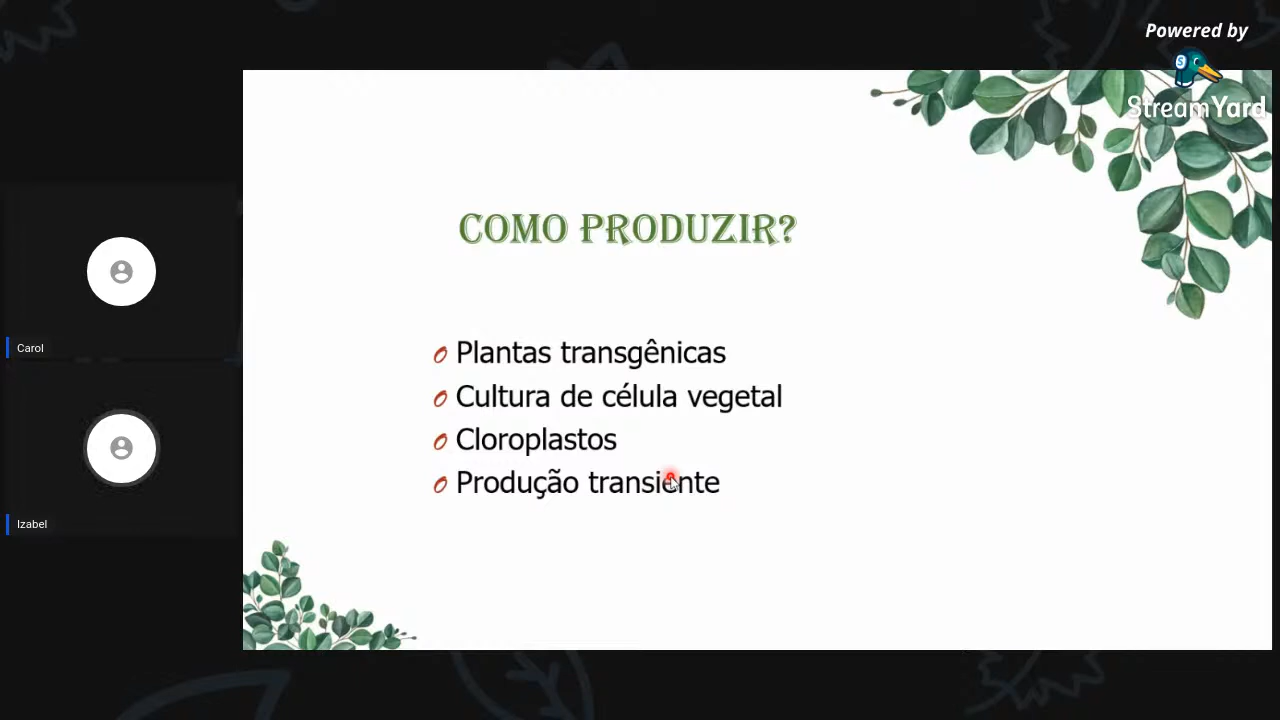 Powered by
StreamYard
COMO PRODUZIR?
Plantas transgênicas
Cultura de célula vegetal
Cloroplastos
Produção transiente
Carol
Izabel